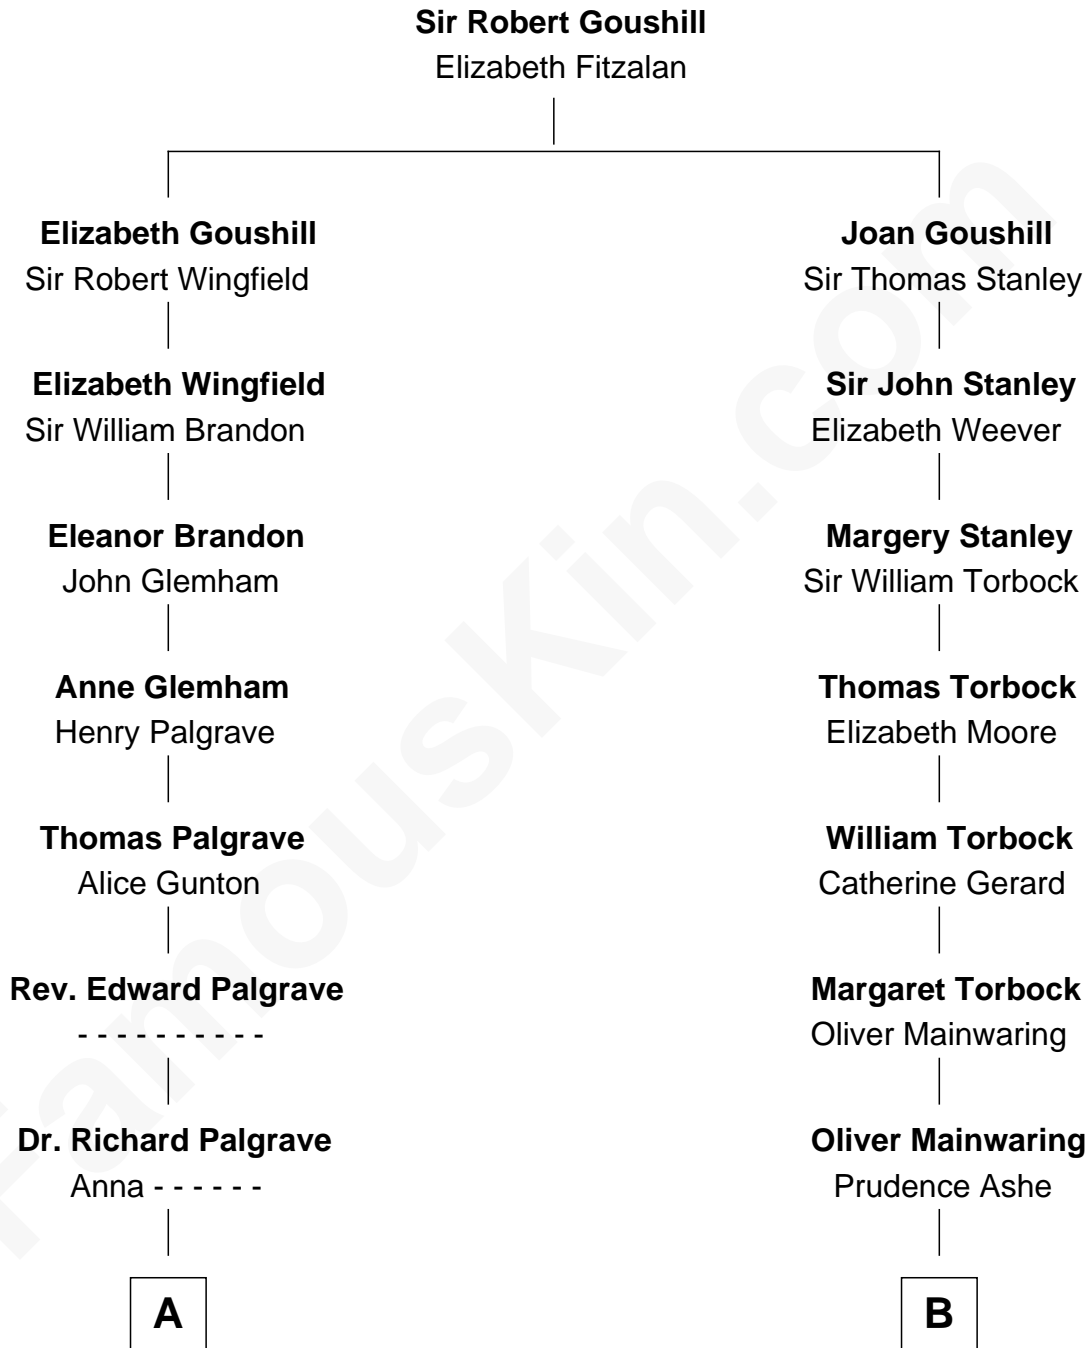 Sir Robert Goushill
Elizabeth Fitzalan
Elizabeth Goushill
Sir Robert Wingfield
Joan Goushill
Sir Thomas Stanley
Elizabeth Wingfield
Sir William Brandon
Sir John Stanley
Elizabeth Weever
Eleanor Brandon
John Glemham
Margery Stanley
Sir William Torbock
Anne Glemham
Henry Palgrave
Thomas Torbock
Elizabeth Moore
Thomas Palgrave
Alice Gunton
William Torbock
Catherine Gerard
Rev. Edward Palgrave
- - - - - - - - - -
Margaret Torbock
Oliver Mainwaring
Dr. Richard Palgrave
Anna - - - - - -
Oliver Mainwaring
Prudence Ashe
A
B
FamousKin.com